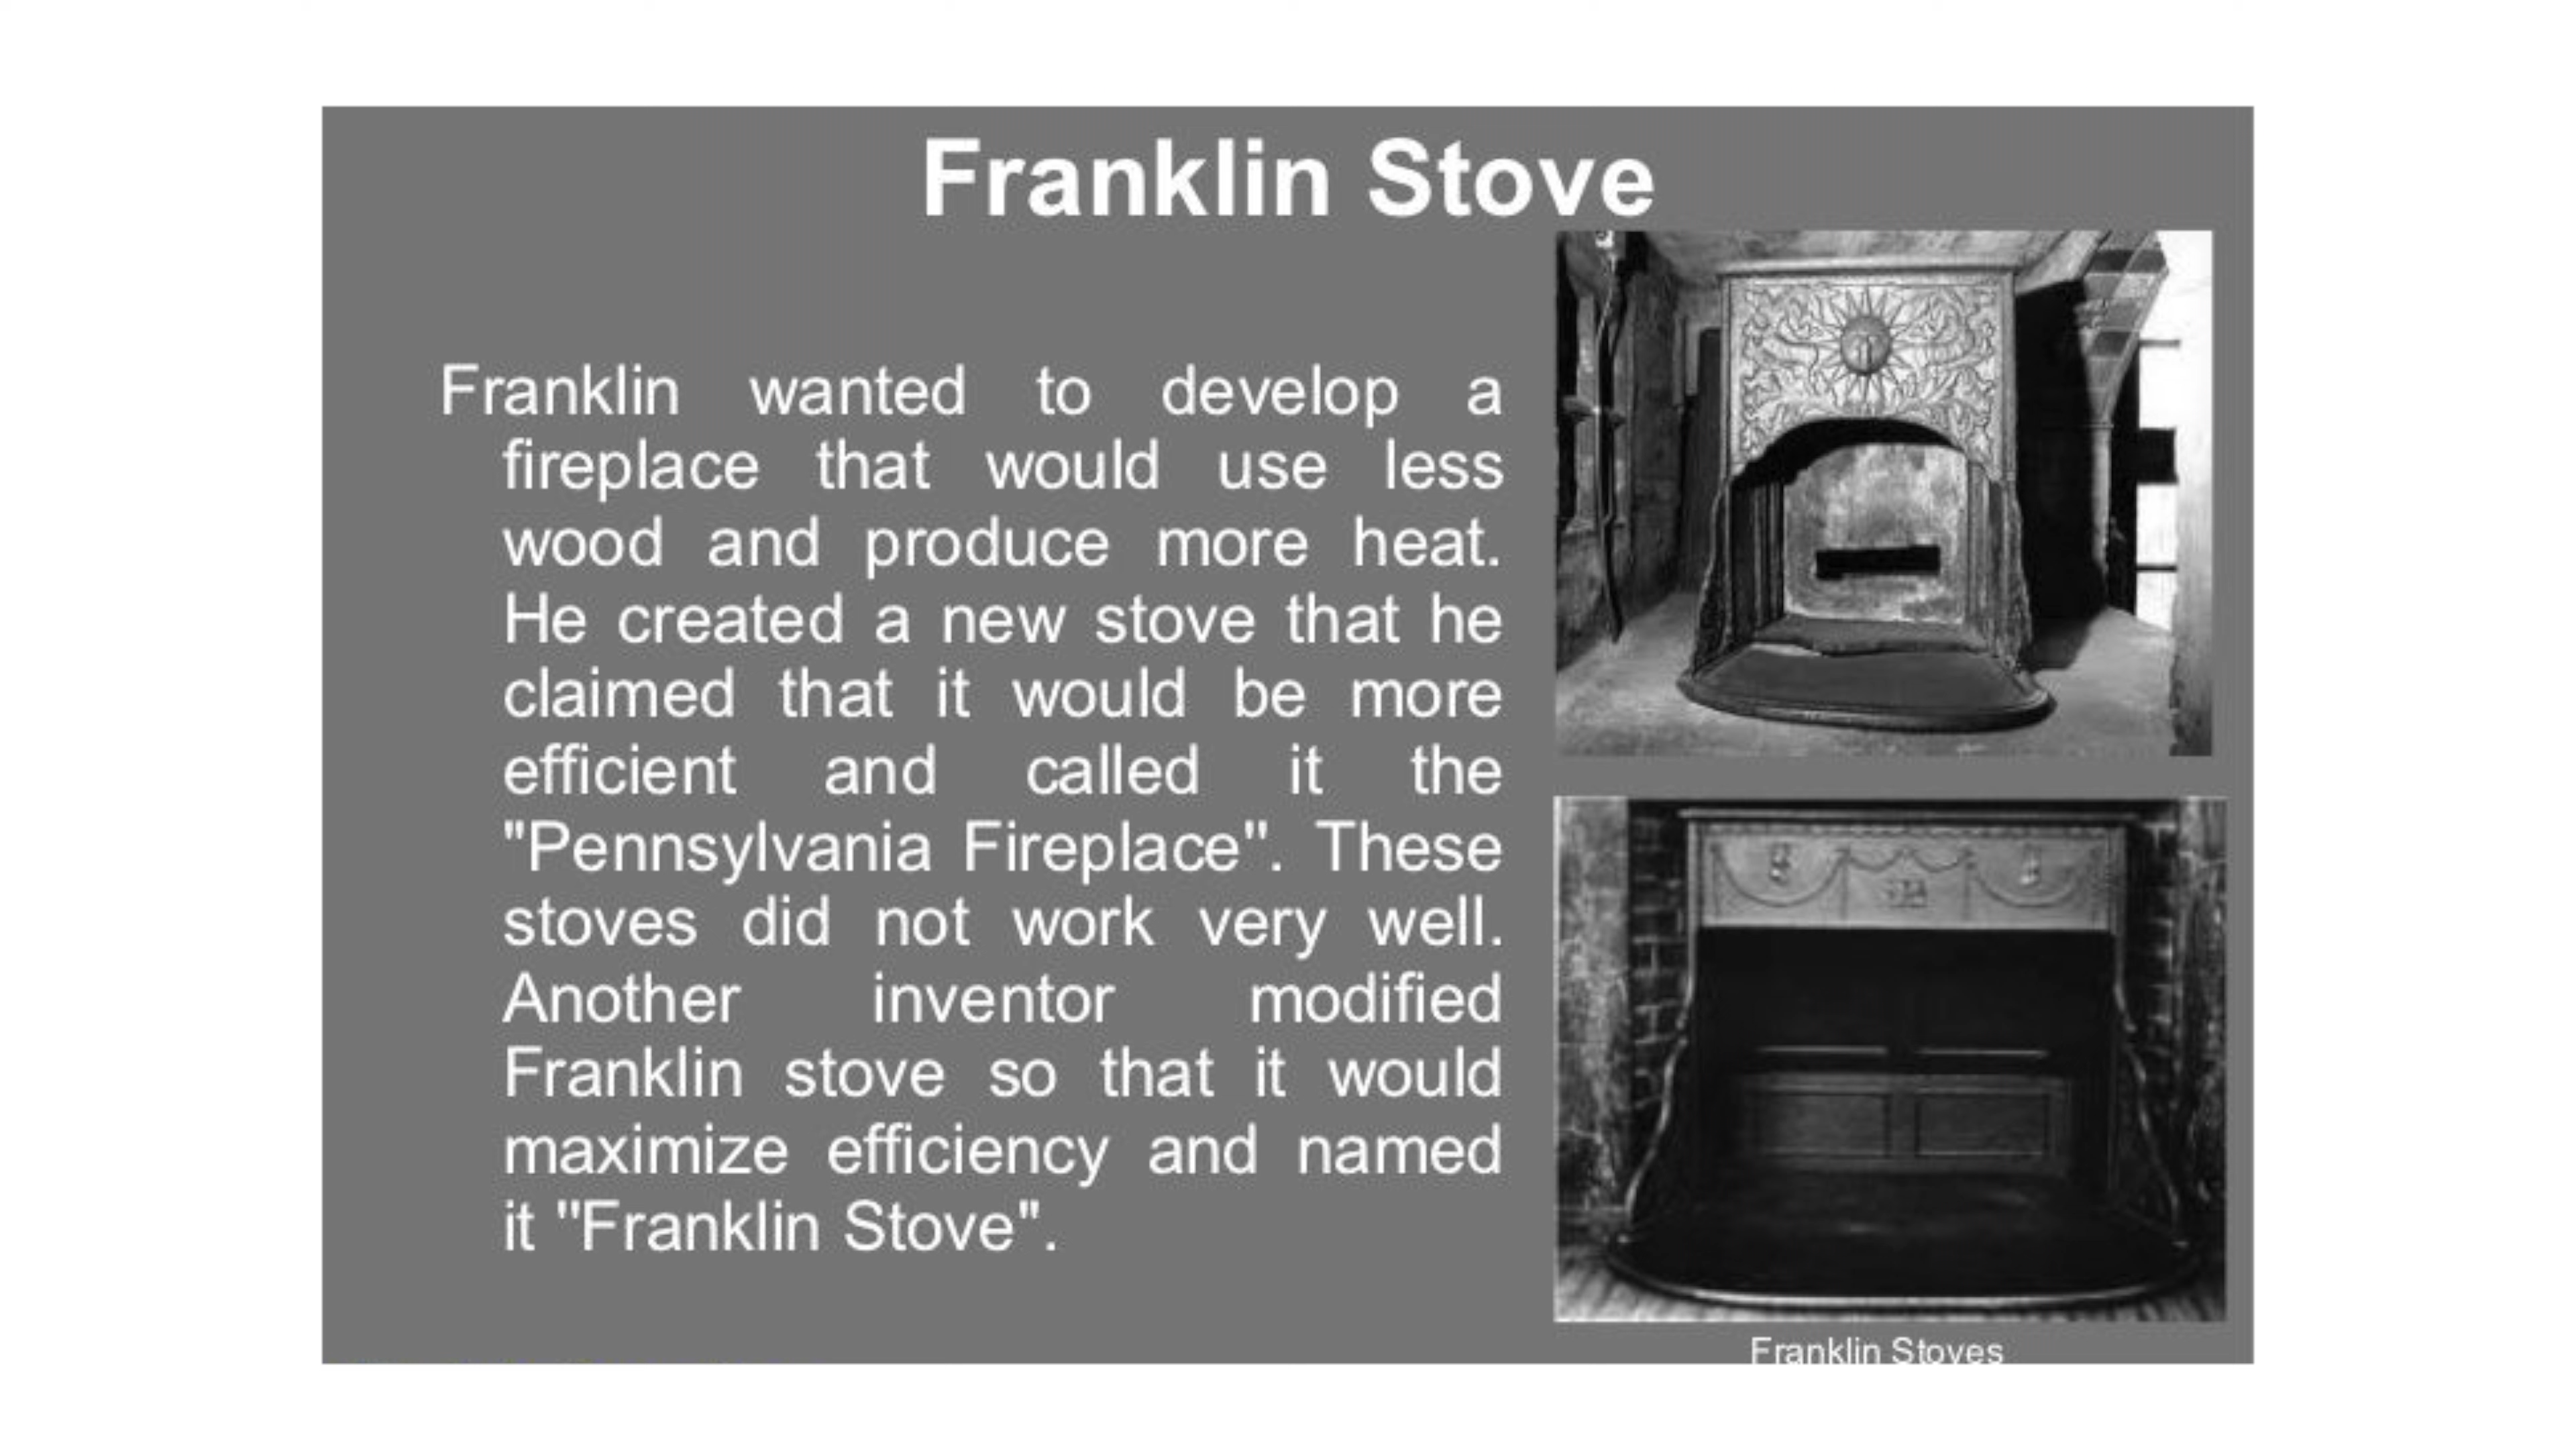 Franklin Stove
Franklin wanted to develop a
fireplace that would use less
wood and produce more heat.
He created a new stove that he
claimed that it would be more
efficient and called it the
"Pennsylvania Fireplace". These
stoves did not work very well.
Another inventor modified
Franklin stove so that it would
maximize efficiency and named
it "Franklin Stove".
Franklin Stoves